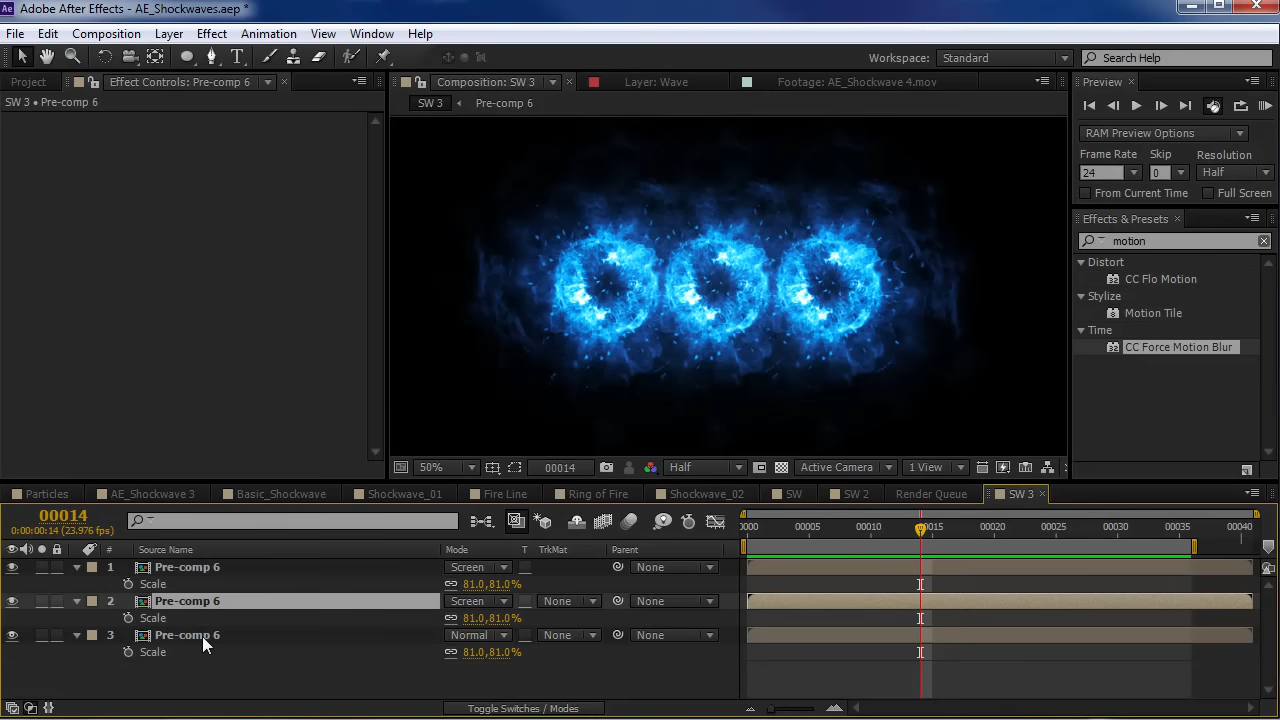 Adobe After Effects - AE_Shockwaves.aep *
File Edit Composition Layer Effect Animation View Window Help
Workspace: Standard Search Help
Project Effect Controls: Pre-comp 6 Composition: SW 3 Layer: Wave Footage: AE_Shockwave 4.mov Preview
SW 3 • Pre-comp 6 SW 3 Pre-comp 6
RAM Preview Options
Frame Rate Skip Resolution
24 0 Half
From Current Time Full Screen
Effects & Presets
motion
Distort
CC Flo Motion
Stylize
Motion Tile
Time
CC Force Motion Blur
50% 00014 Half Active Camera 1 View
Particles AE_Shockwave 3 Basic_Shockwave Shockwave_01 Fire Line Ring of Fire Shockwave_02 SW SW 2 Render Queue SW 3
00014
0:00:00:14 (23.976 fps)
0000 00005 00010 00015 00020 00025 00030 00035 00040
# Source Name Mode T TrkMat Parent
1 Pre-comp 6 Screen None
Scale 81.0,81.0%
2 Pre-comp 6 Screen None None
Scale 81.0,81.0%
3 Pre-comp 6 Normal None None
Scale 81.0,81.0%
Toggle Switches / Modes